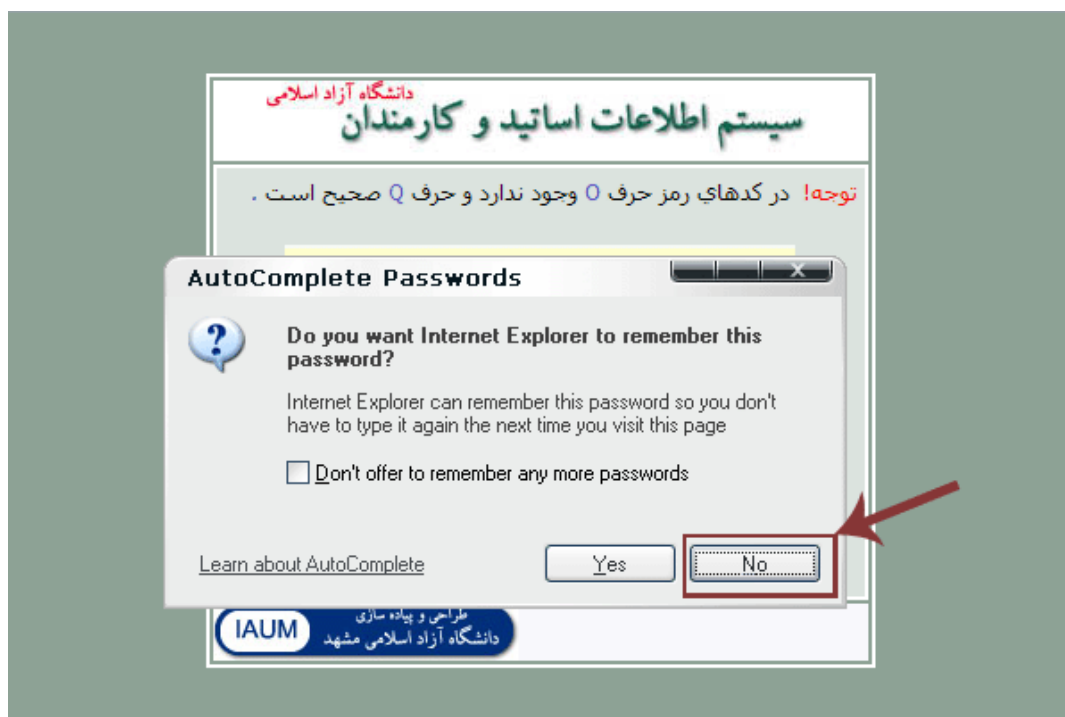 دانشگاه آزاد اسلامی
سیستم اطلاعات اساتید و کارمندان
توجه! در کدهاي رمز حرف O وجود ندارد و حرف Q صحیح است .
AutoComplete Passwords
Do you want Internet Explorer to remember this
password?
Internet Explorer can remember this password so you don't
have to type it again the next time you visit this page
Don't offer to remember any more passwords
Learn about AutoComplete
Yes
No
طراحی و پیاده سازی
دانشگاه آزاد اسلامی مشهد
IAUM